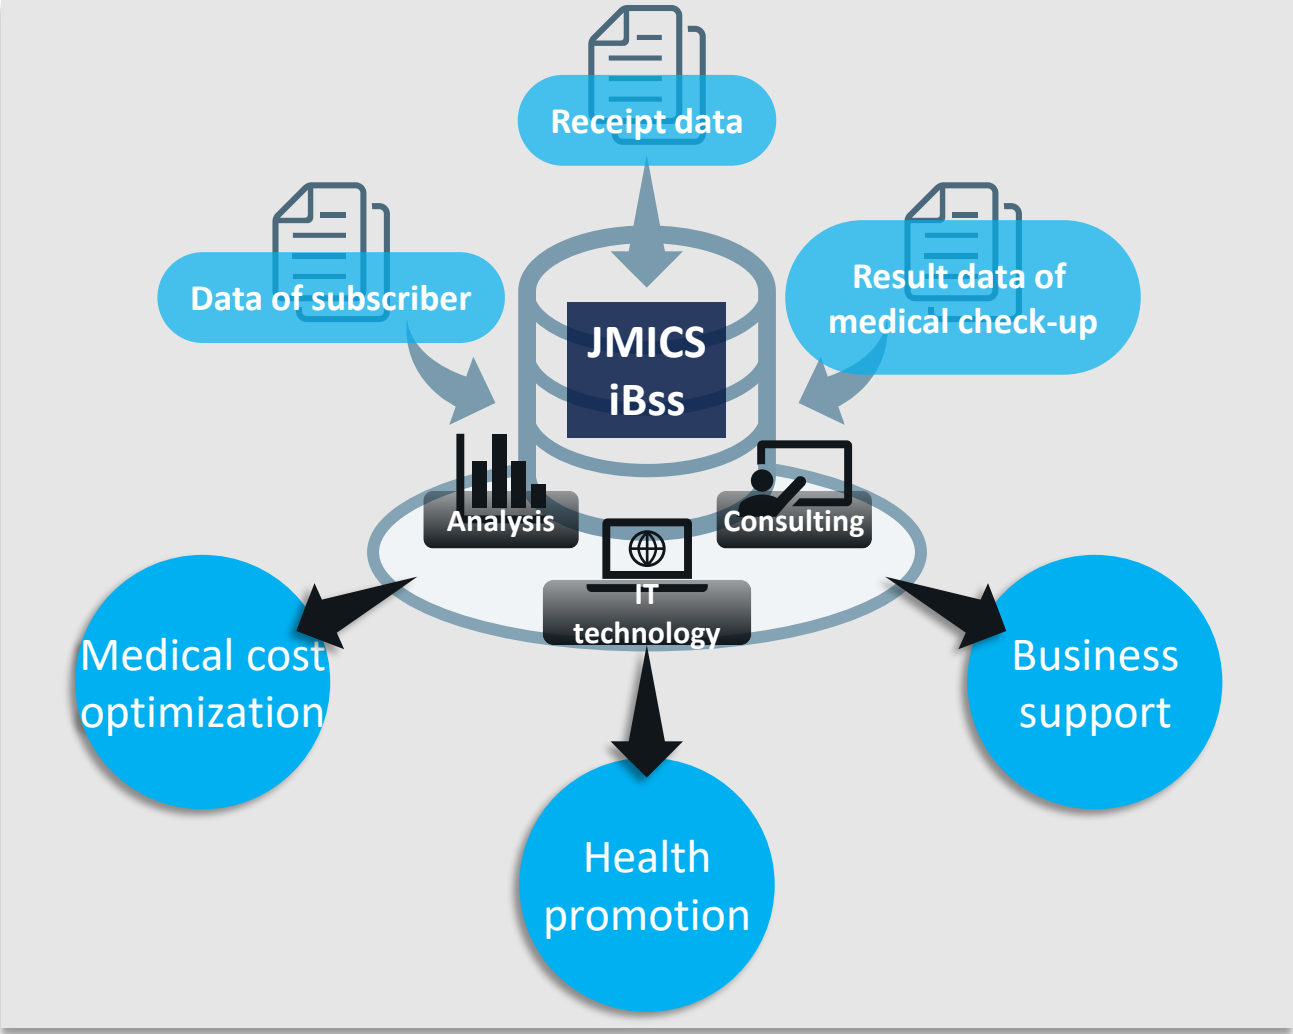 Receipt data
Data of subscriber
Result data of
medical check-up
JMICS
iBss
Analysis
Consulting
IT
technology
Medical cost
optimization
Business
support
Health
promotion